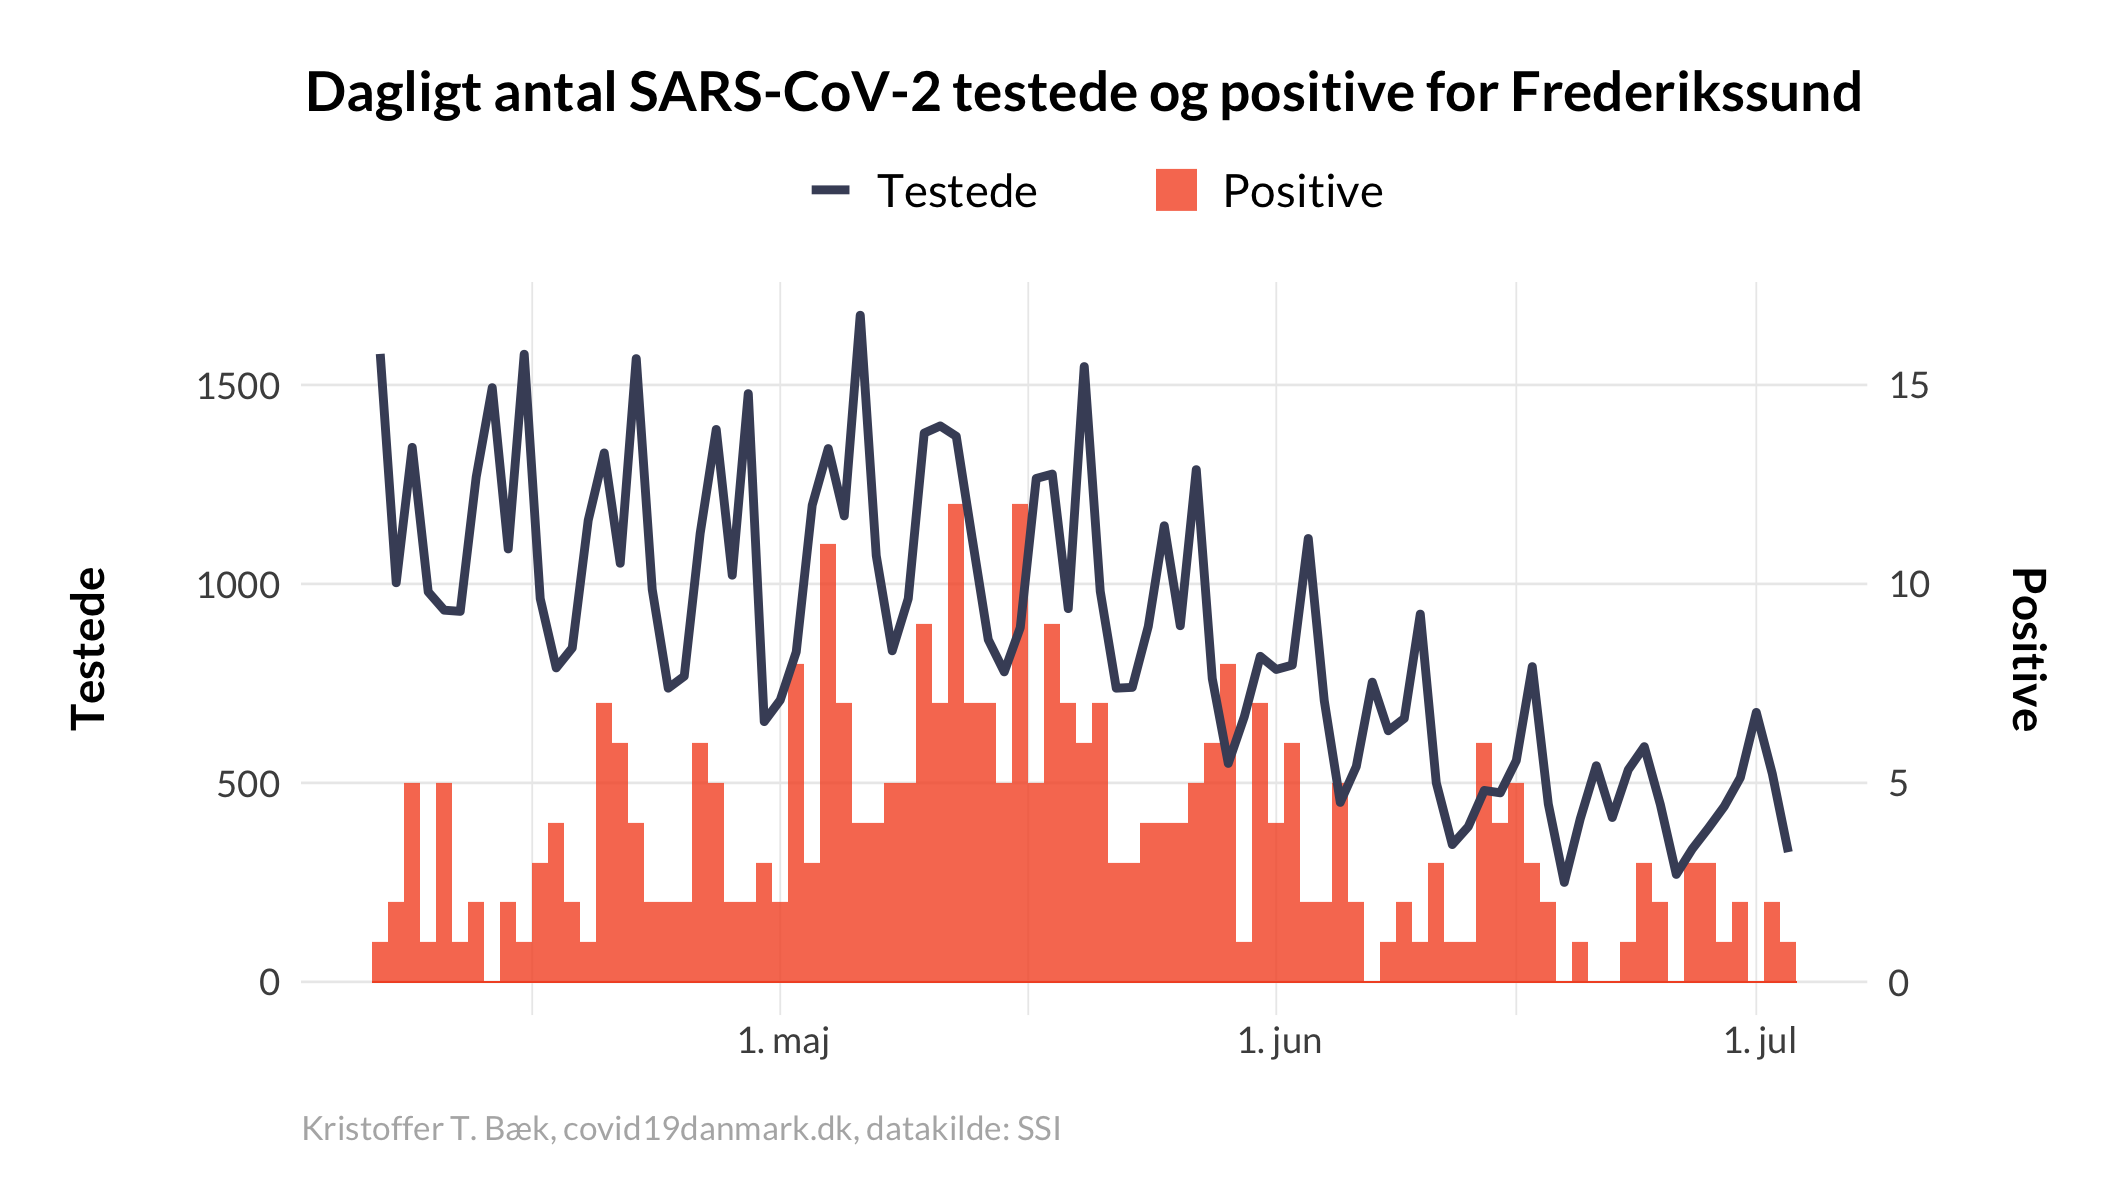 Dagligt antal SARS-CoV-2 testede og positive for Frederikssund
Testede
Positive
1500
1000
500
0
Testede
15
10
5
0
Positive
1. maj
1. jun
1. jul
Kristoffer T. Bæk, covid19danmark.dk, datakilde: SSI